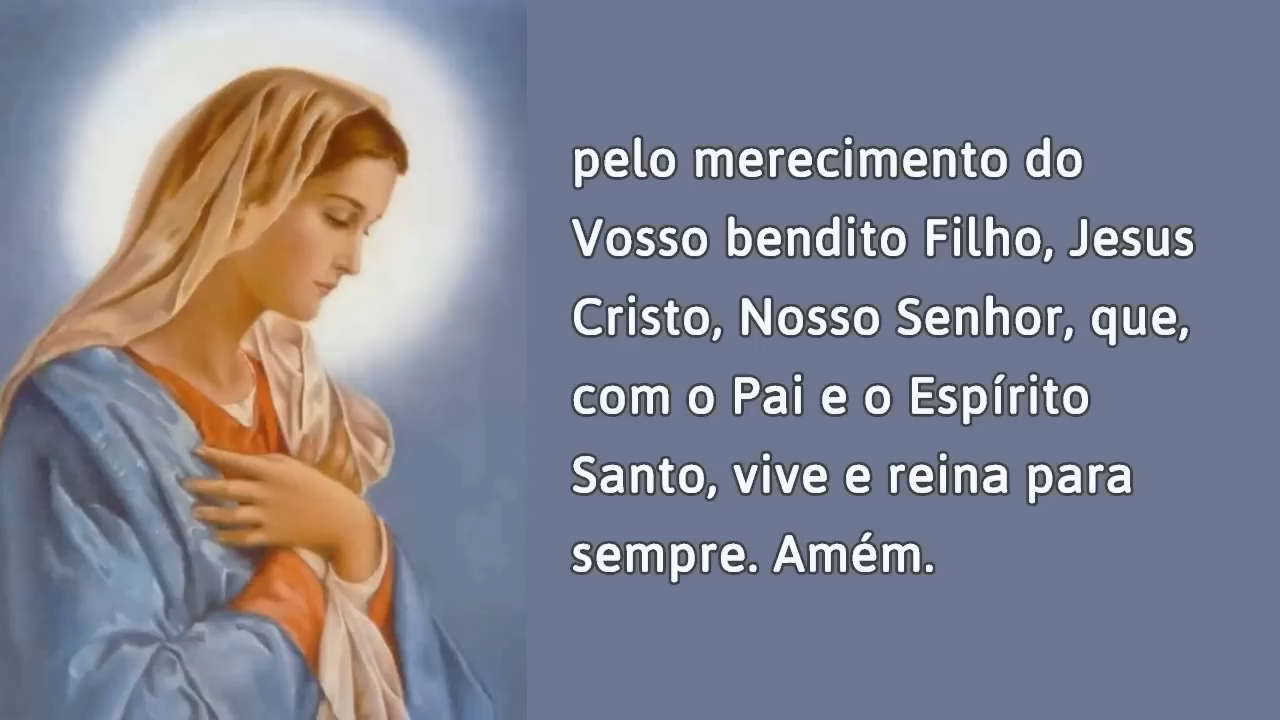 pelo merecimento do
Vosso bendito Filho, Jesus
Cristo, Nosso Senhor, que,
com o Pai e o Espírito
Santo, vive e reina para
sempre. Amém.